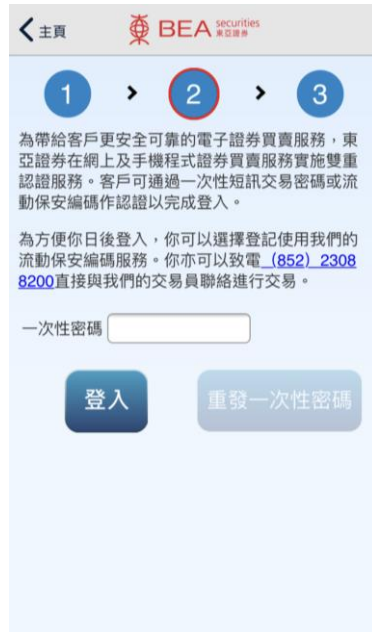 主頁
BEA securities
東亞證券
1 > 2 > 3
為帶給客戶更安全可靠的電子證券買賣服務，東
亞證券在網上及手機程式證券買賣服務實施雙重
認證服務。客戶可通過一次性短訊交易密碼或流
動保安編碼作認證以完成登入。
為方便你日後登入，你可以選擇登記使用我們的
流動保安編碼服務。你亦可以致電 (852) 2308
8200直接與我們的交易員聯絡進行交易。
一次性密碼
登入
重發一次性密碼